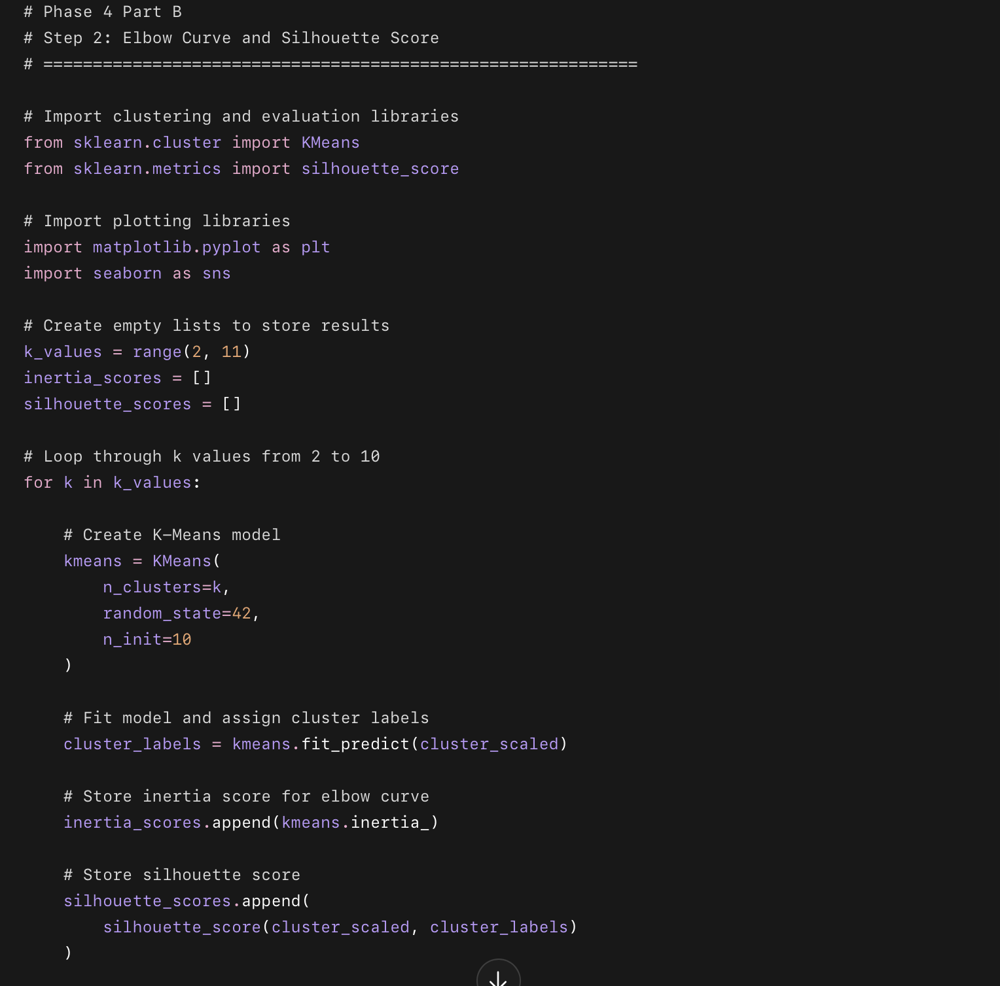 # Phase 4 Part B
# Step 2: Elbow Curve and Silhouette Score
# ============================================================
# Import clustering and evaluation libraries
from sklearn.cluster import KMeans
from sklearn.metrics import silhouette_score
# Import plotting libraries
import matplotlib.pyplot as plt
import seaborn as sns
# Create empty lists to store results
k_values = range(2, 11)
inertia_scores = []
silhouette_scores = []
# Loop through k values from 2 to 10
for k in k_values:
    # Create K-Means model
    kmeans = KMeans(
        n_clusters=k,
        random_state=42,
        n_init=10
    )
    # Fit model and assign cluster labels
    cluster_labels = kmeans.fit_predict(cluster_scaled)
    # Store inertia score for elbow curve
    inertia_scores.append(kmeans.inertia_)
    # Store silhouette score
    silhouette_scores.append(
        silhouette_score(cluster_scaled, cluster_labels)
    )